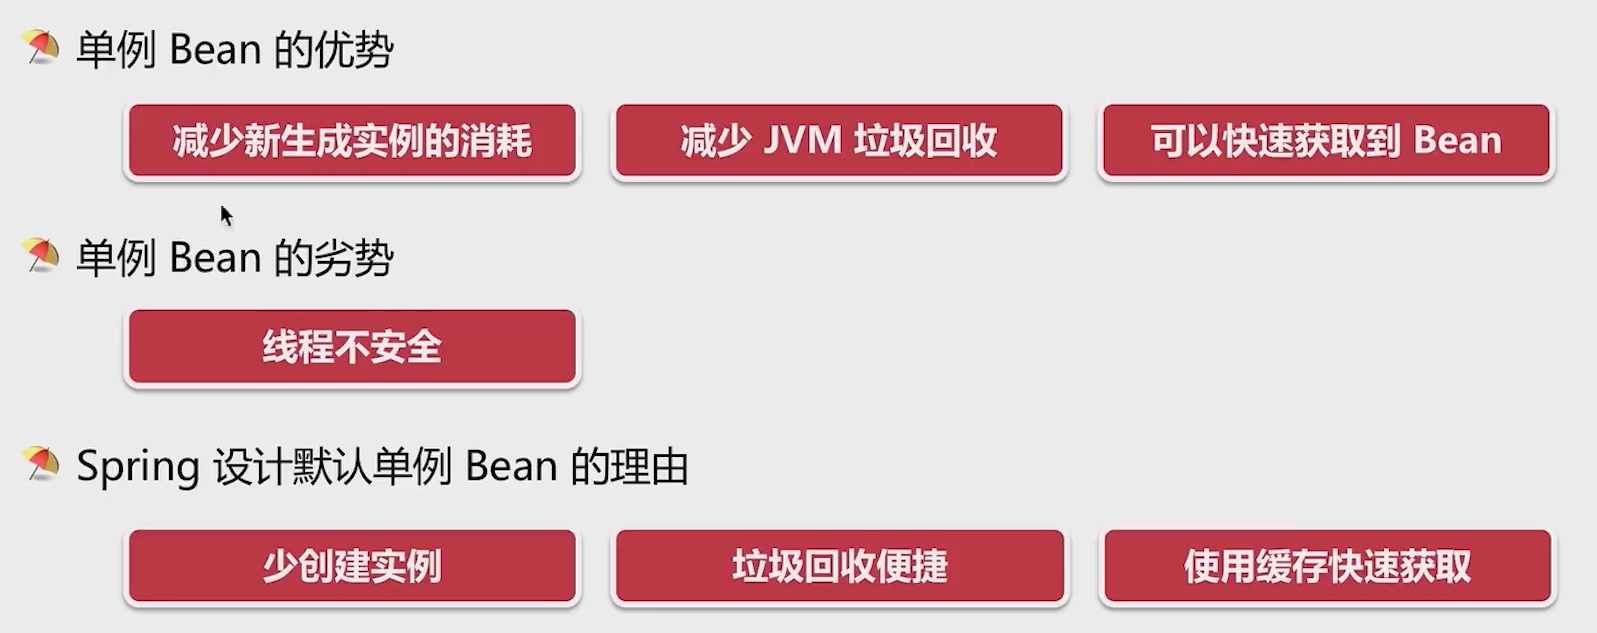 单例 Bean 的优势
减少新生成实例的消耗
减少 JVM 垃圾回收
可以快速获取到 Bean
单例 Bean 的劣势
线程不安全
Spring 设计默认单例 Bean 的理由
少创建实例
垃圾回收便捷
使用缓存快速获取